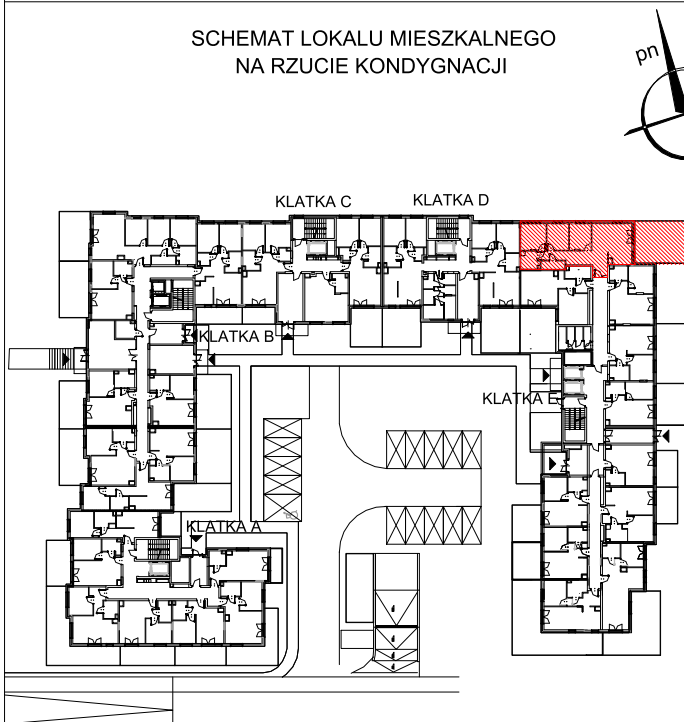 SCHEMAT LOKALU MIESZKALNEGO
NA RZUCIE KONDYGNACJI
pn
KLATKA C
KLATKA D
KLATKA B
KLATKA E
KLATKA A